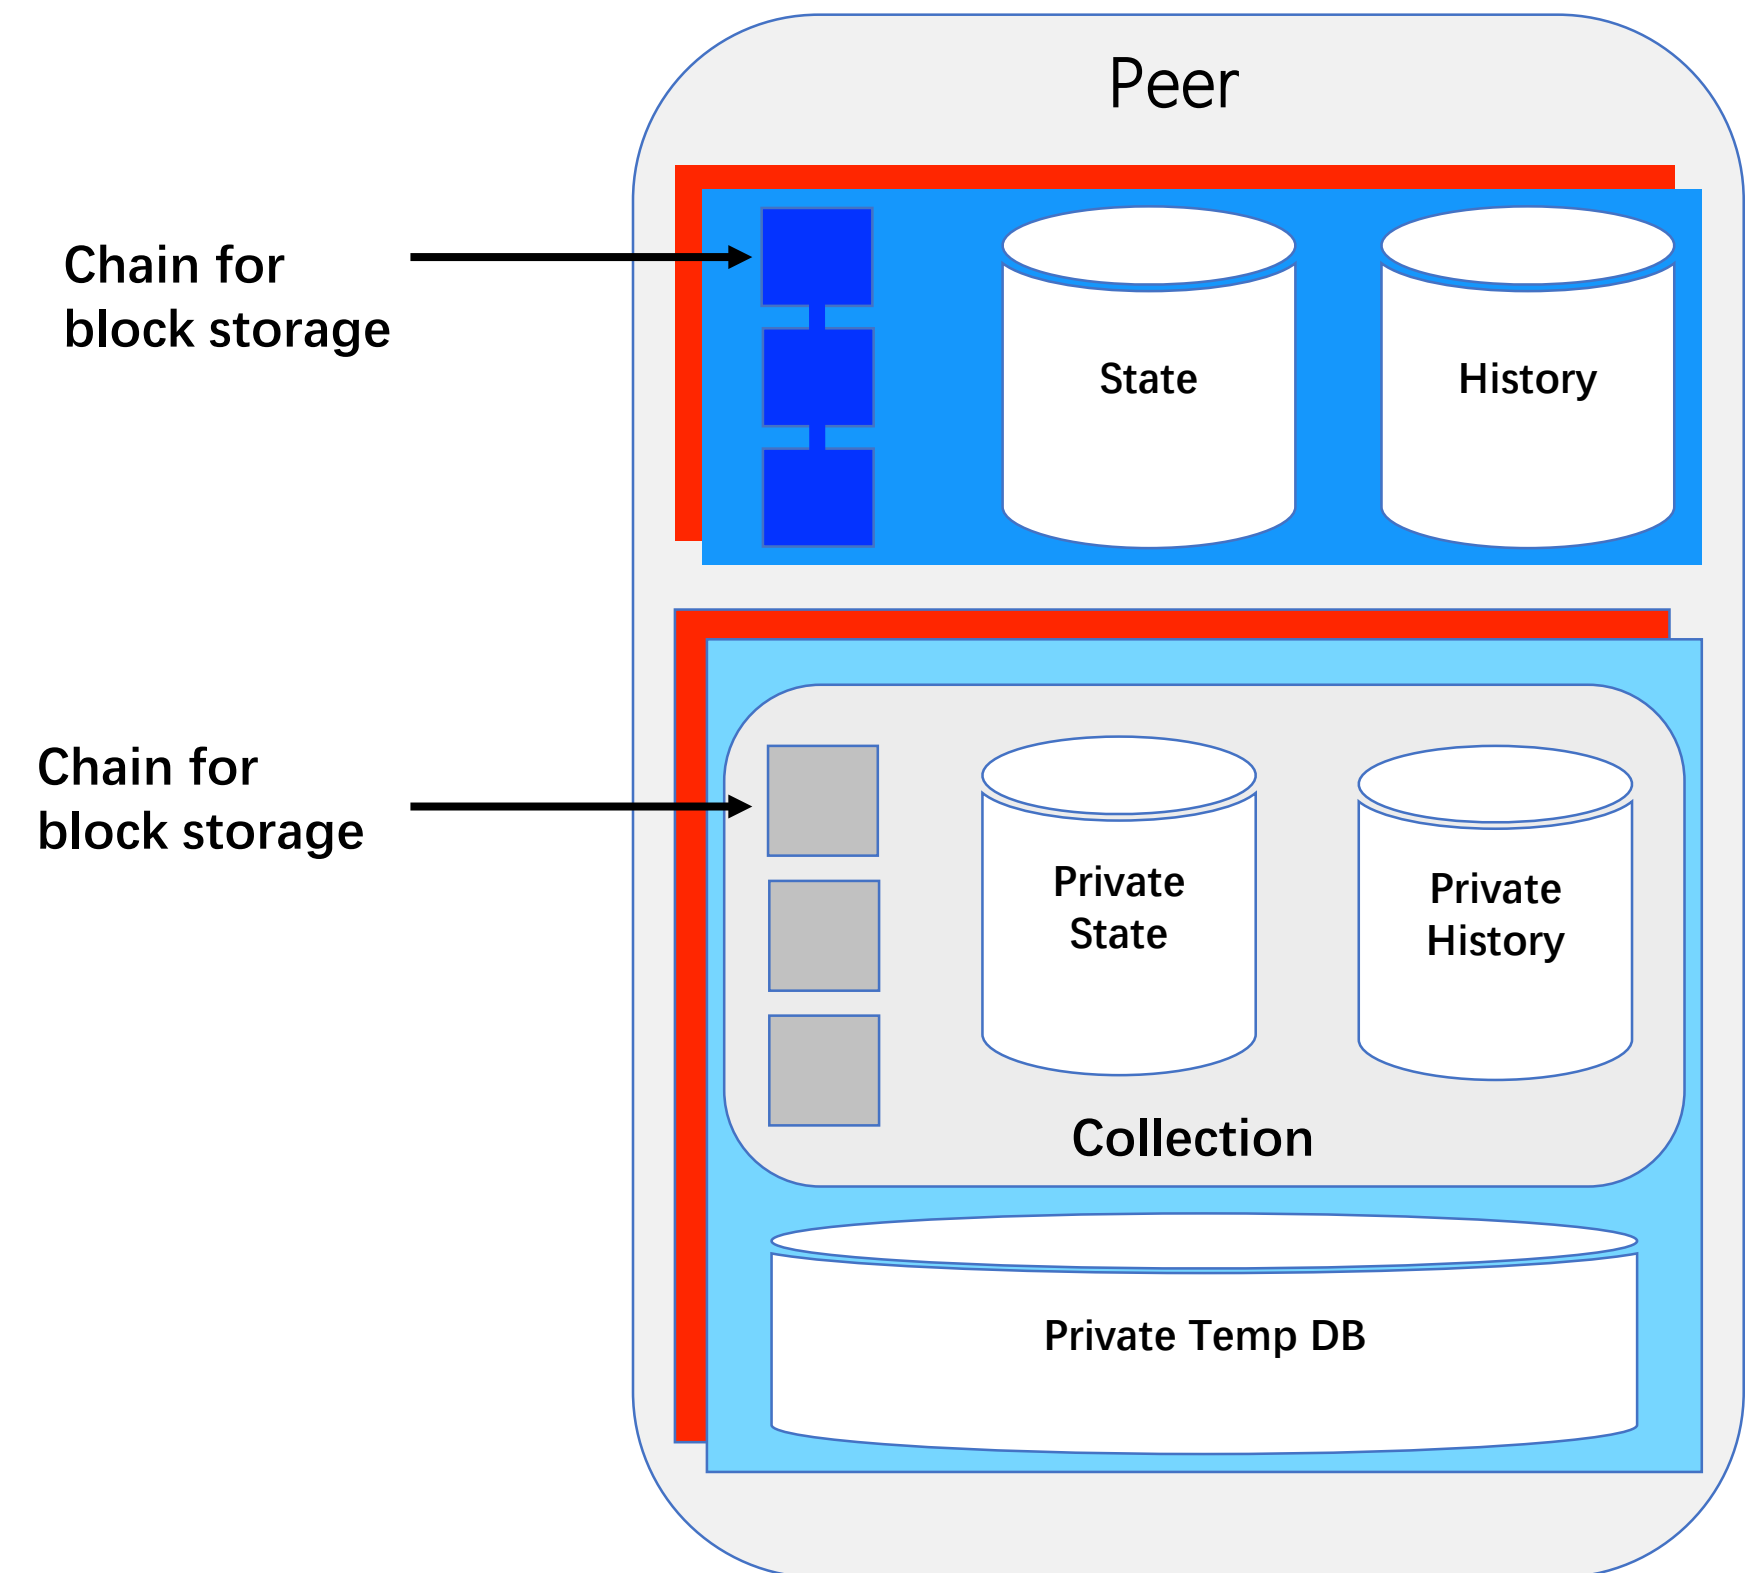 Peer
Chain for
block storage
State
History
Chain for
block storage
Private
State
Private
History
Collection
Private Temp DB